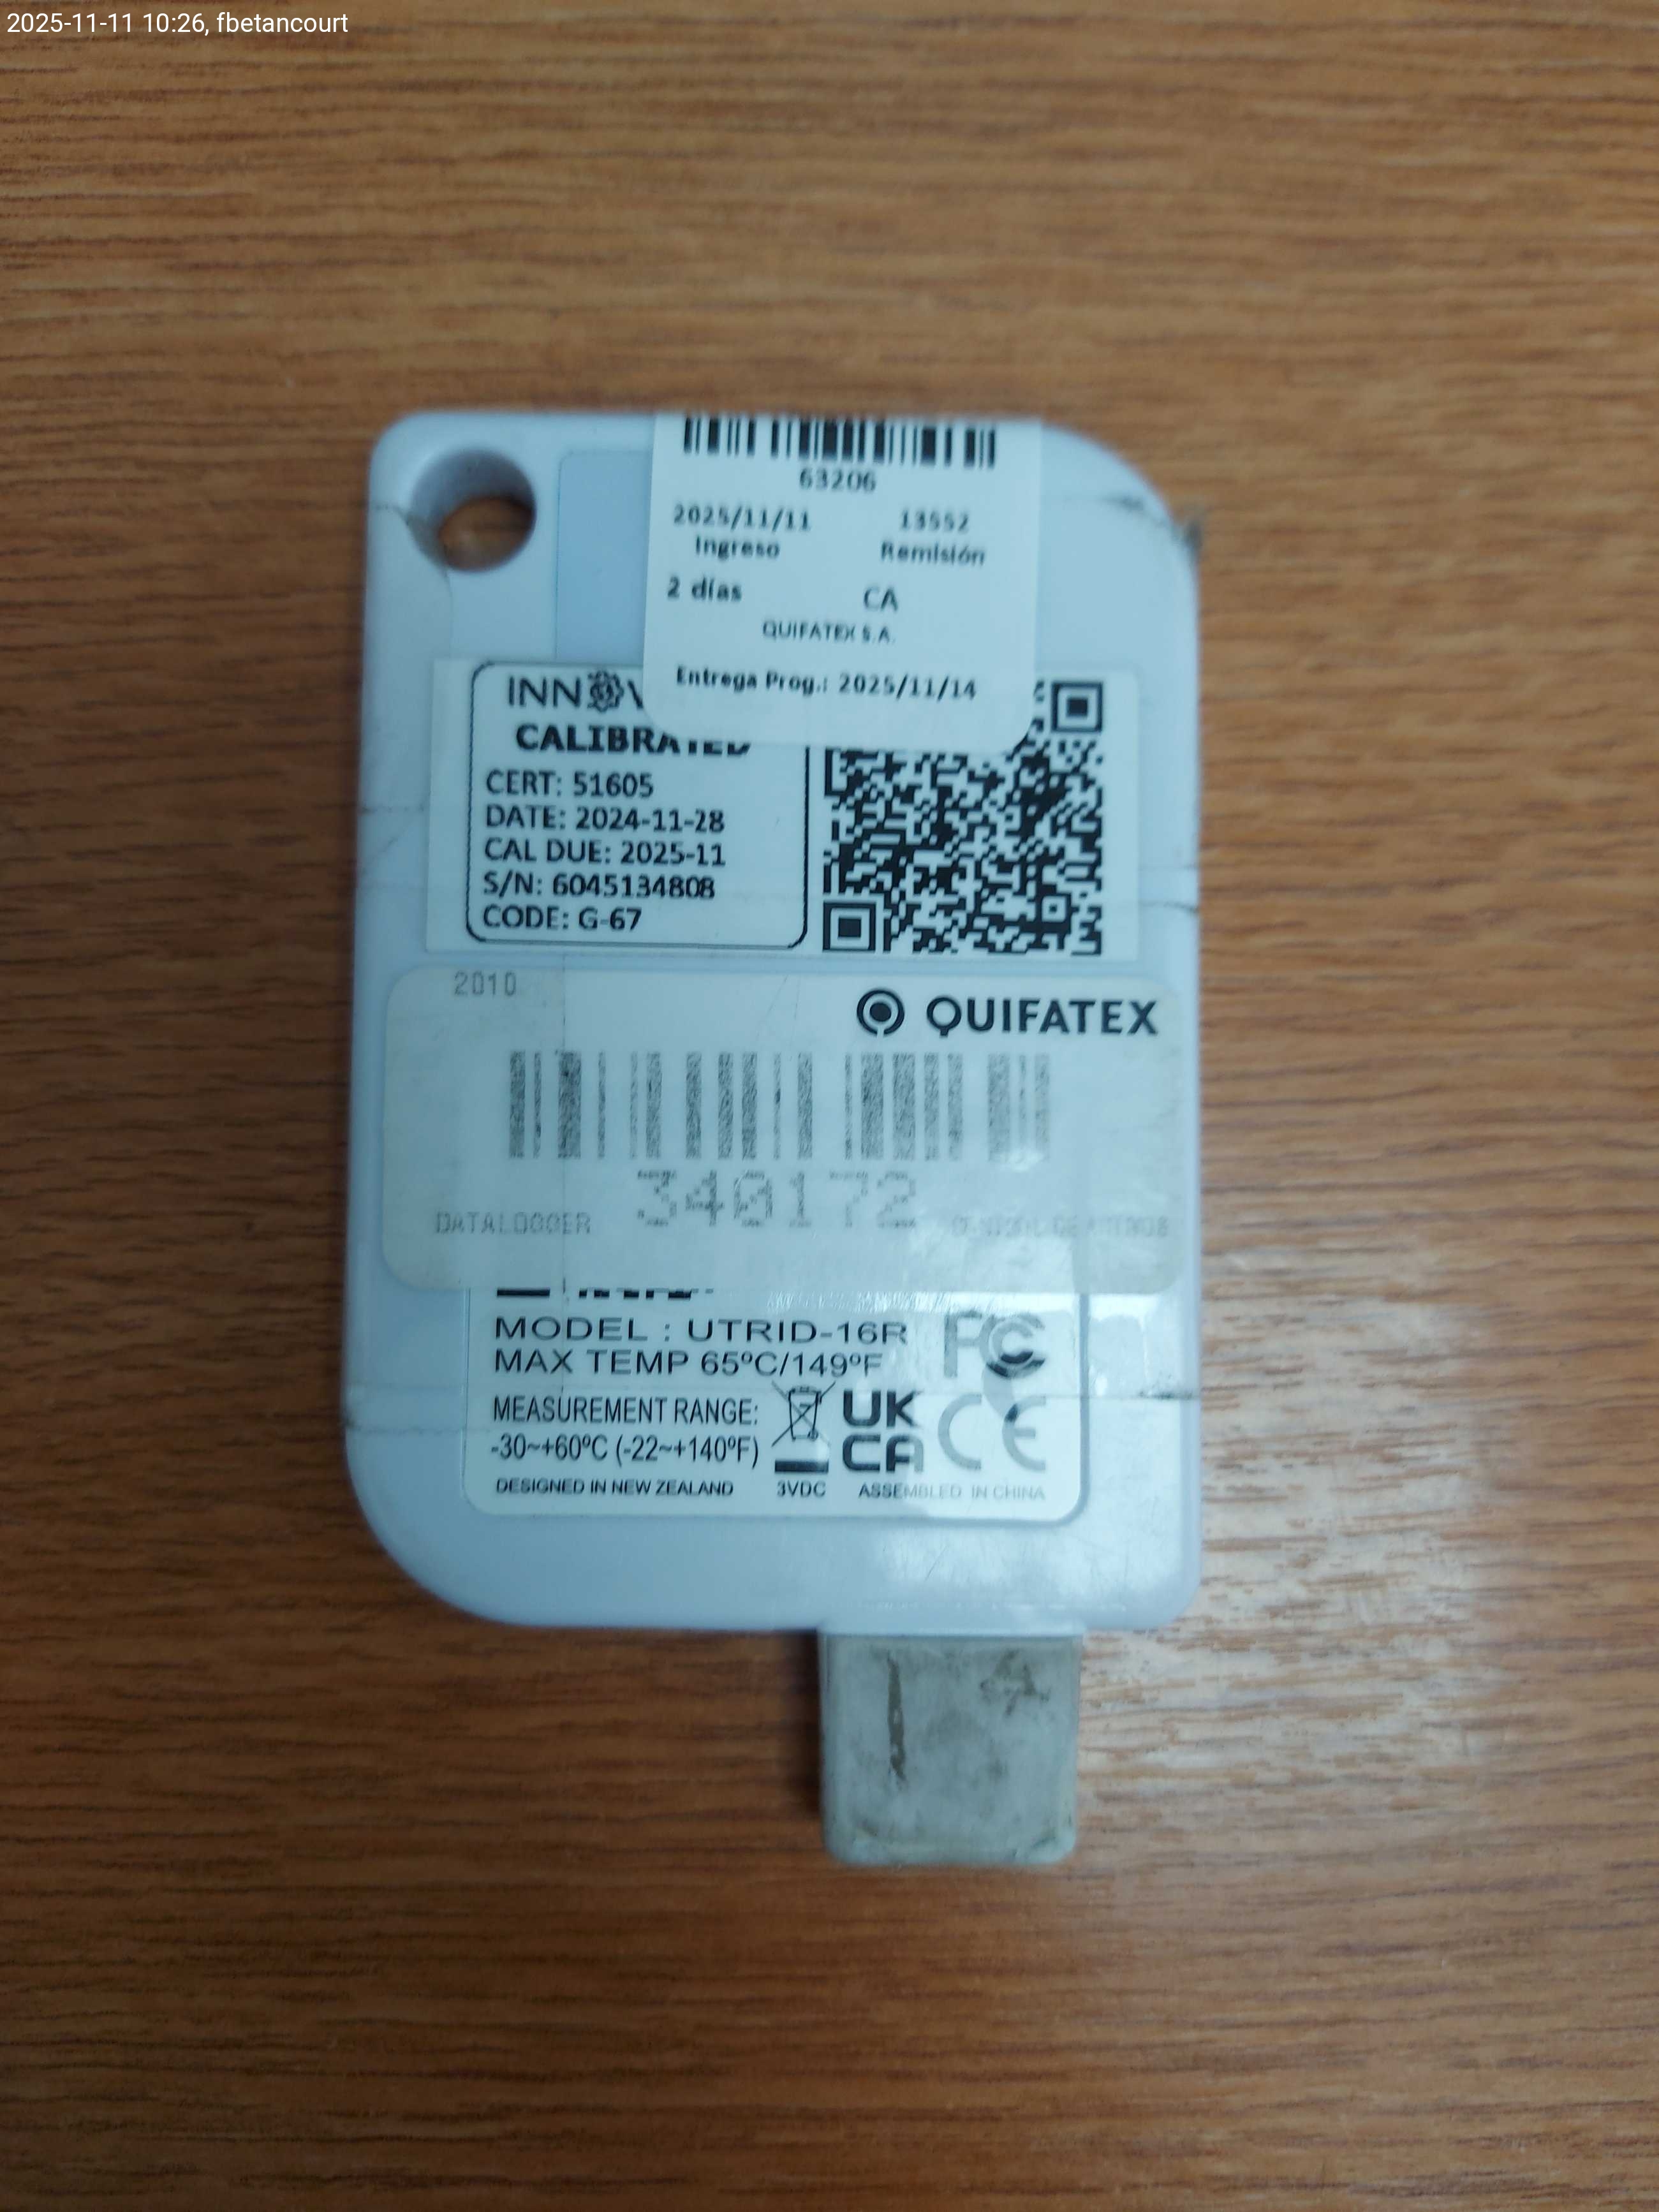 2025-11-11 10:26, fbetancourt
63206
2025/11/11 13552
Ingreso Remisión
2 días CA
QUIFATEX S.A.
Entrega Prog.: 2025/11/14
INN
CALIBRATED
CERT: 51605
DATE: 2024-11-28
CAL DUE: 2025-11
S/N: 6045134808
CODE: G-67
2010
QUIFATEX
340172
DATALOGGER
MODEL : UTRID-16R
MAX TEMP 65ºC/149ºF
FC
MEASUREMENT RANGE:
-30~+60ºC (-22~+140ºF)
UK
CA
CE
DESIGNED IN NEW ZEALAND 3VDC ASSEMBLED IN CHINA